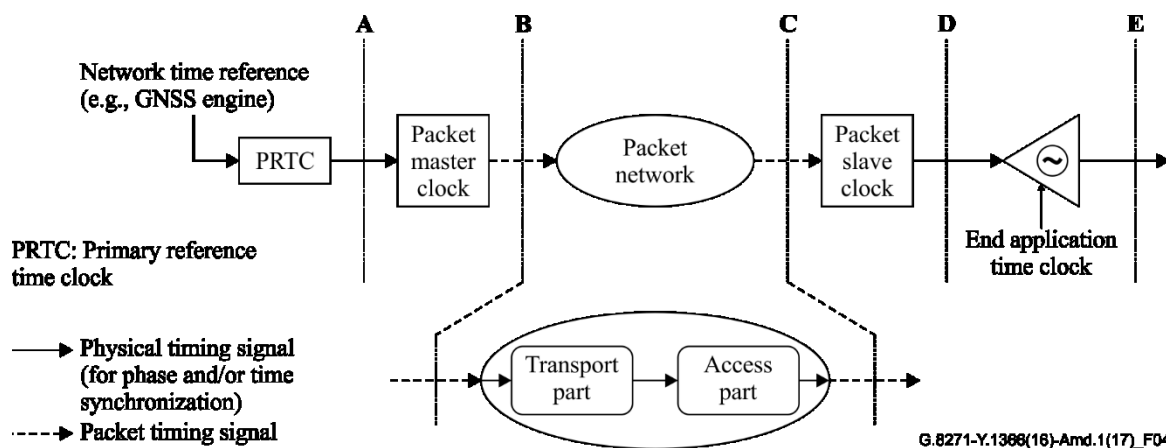 A
B
C
D
E
Network time reference
(e.g., GNSS engine)
PRTC
Packet
master
clock
Packet
network
Packet
slave
clock
End application
time clock
PRTC: Primary reference
time clock
Transport
part
Access
part
Physical timing signal
(for phase and/or time
synchronization)
Packet timing signal
G.8271-Y.1366(16)-Amd.1(17)_F04